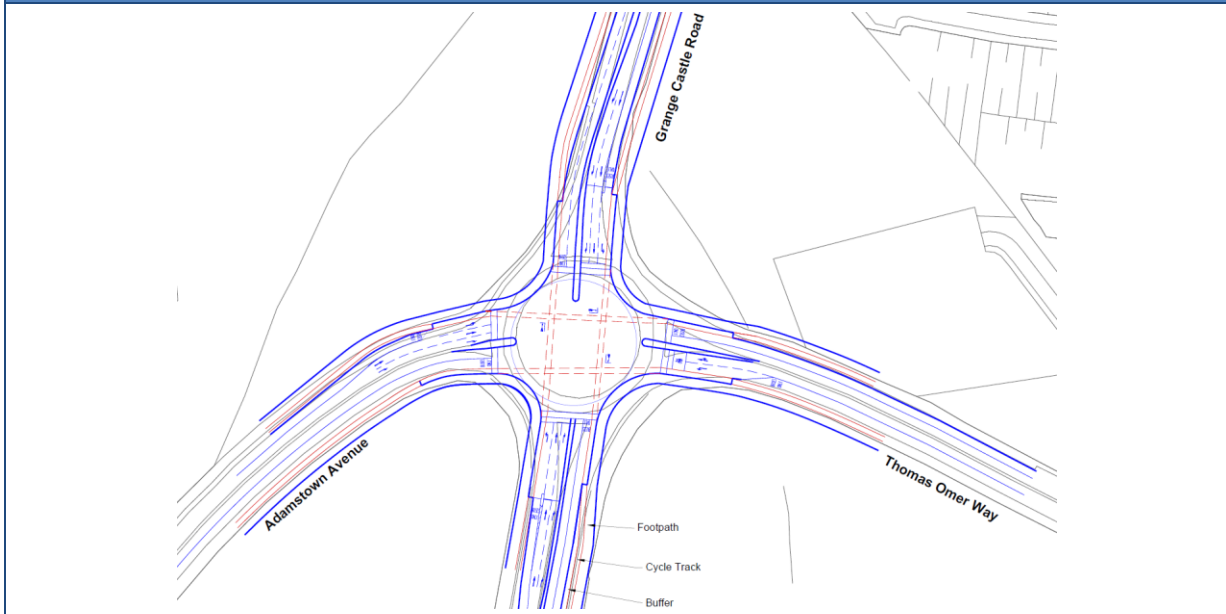 Grange Castle Road
Adamstown Avenue
Thomas Omer Way
Footpath
Cycle Track
Buffer